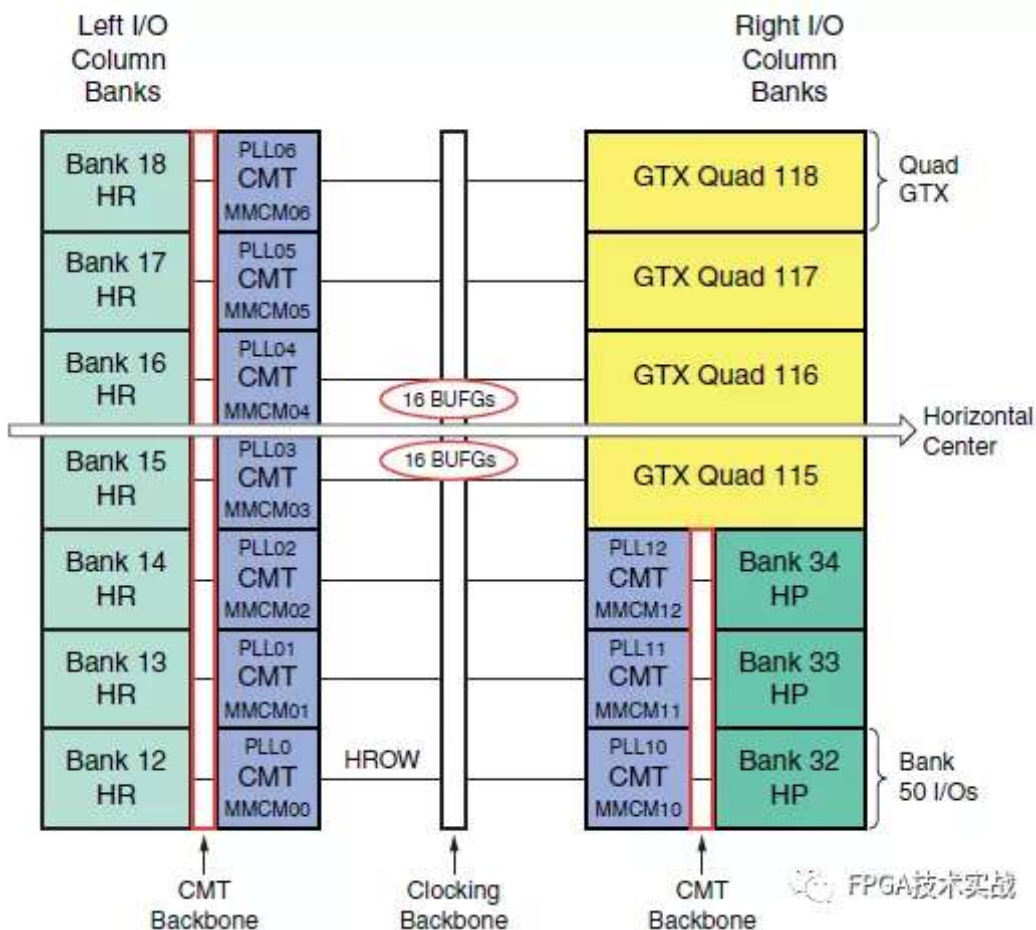 Left I/O
Column
Banks
Right I/O
Column
Banks
Bank 18
HR
PLL06
CMT
MMCM06
GTX Quad 118
Quad
GTX
Bank 17
HR
PLL05
CMT
MMCM05
GTX Quad 117
Bank 16
HR
PLL04
CMT
MMCM04
16 BUFGs
GTX Quad 116
Horizontal
Center
Bank 15
HR
PLL03
CMT
MMCM03
16 BUFGs
GTX Quad 115
Bank 14
HR
PLL02
CMT
MMCM02
PLL12
CMT
MMCM12
Bank 34
HP
Bank 13
HR
PLL01
CMT
MMCM01
PLL11
CMT
MMCM11
Bank 33
HP
Bank 12
HR
PLL0
CMT
MMCM00
HROW
PLL10
CMT
MMCM10
Bank 32
HP
Bank
50 I/Os
CMT
Backbone
Clocking
Backbone
CMT
Backbone
FPGA技术实战